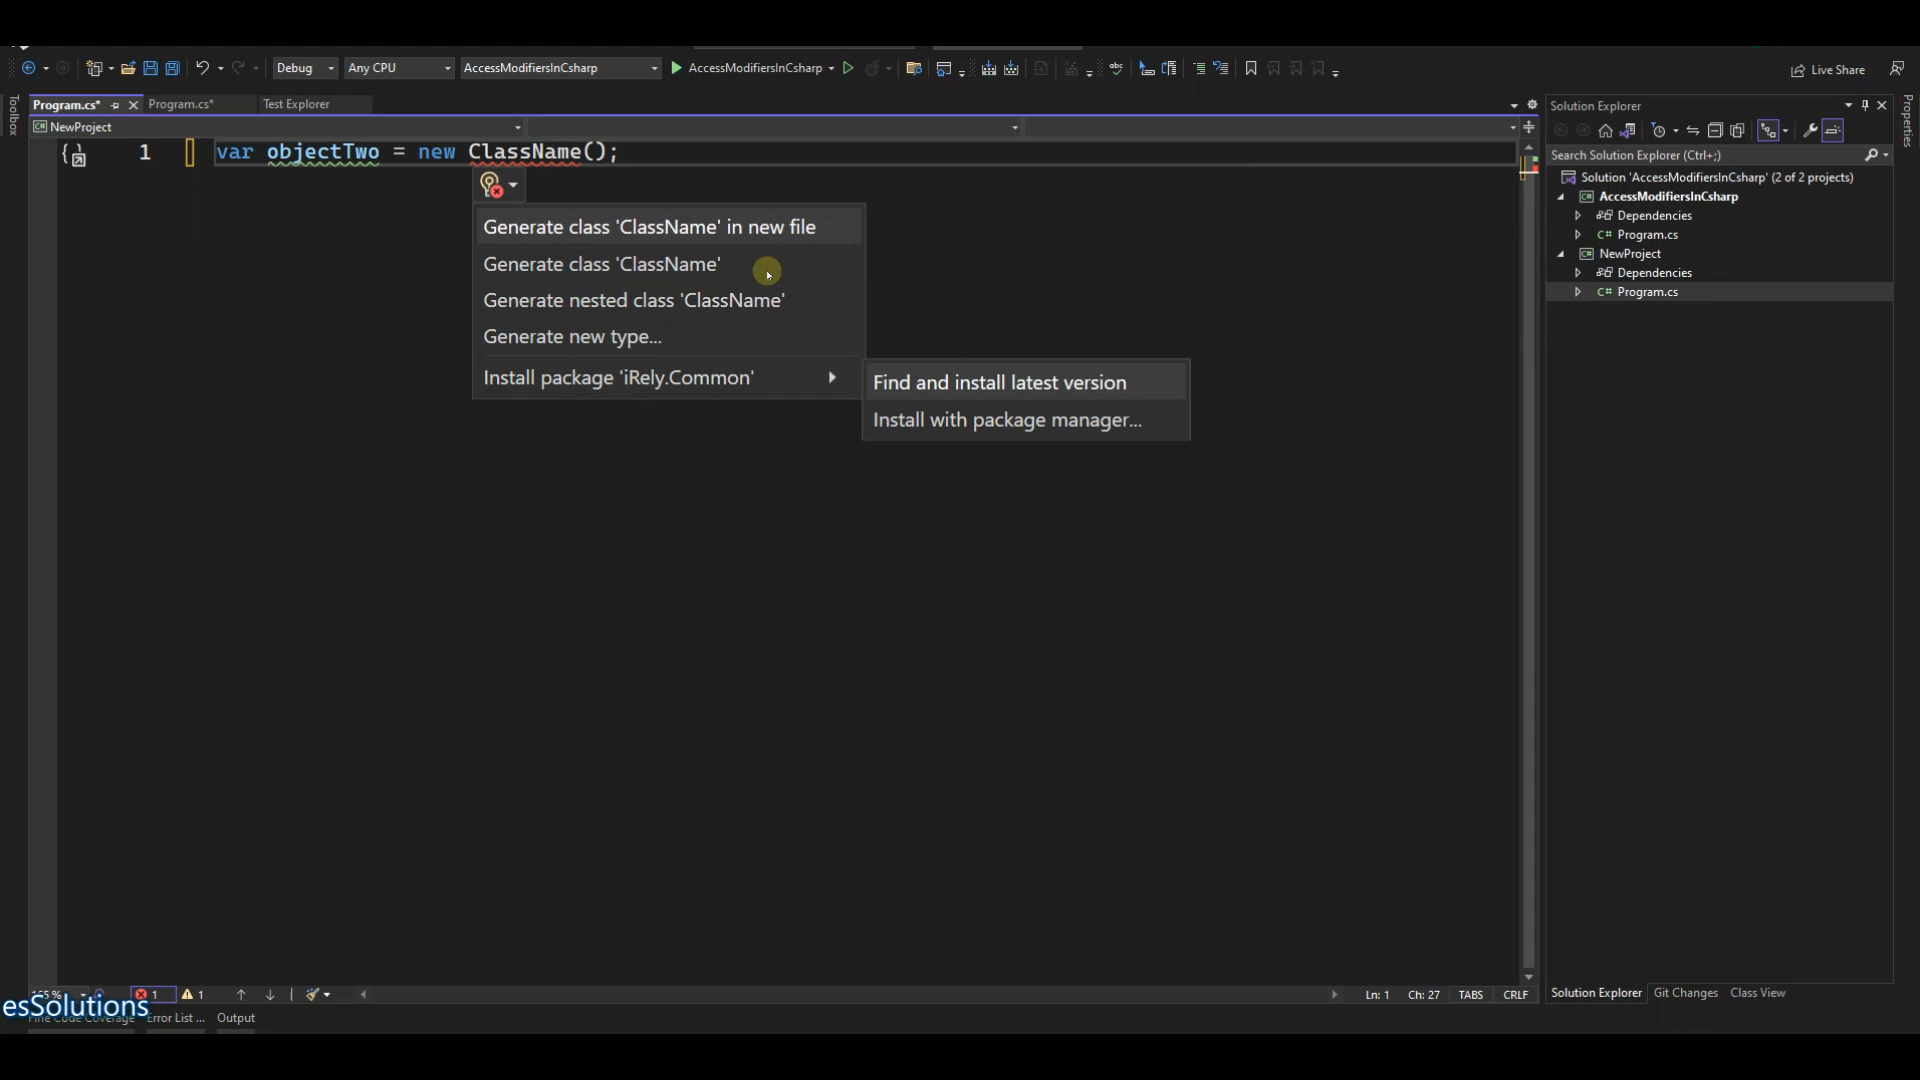 Debug
Any CPU
AccessModifiersInCsharp
AccessModifiersInCsharp
Live Share
Toolbox
Program.cs*
Program.cs*
Test Explorer
Solution Explorer
Properties
C# NewProject
Search Solution Explorer (Ctrl+;)
1
var objectTwo = new ClassName();
Solution 'AccessModifiersInCsharp' (2 of 2 projects)
C# AccessModifiersInCsharp
Dependencies
C# Program.cs
C# NewProject
Dependencies
C# Program.cs
Generate class 'ClassName' in new file
Generate class 'ClassName'
Generate nested class 'ClassName'
Generate new type...
Install package 'iRely.Common'
Find and install latest version
Install with package manager...
1
1
Ln: 1
Ch: 27
TABS
CRLF
Solution Explorer
Git Changes
Class View
esSolutions
Error List ...
Output